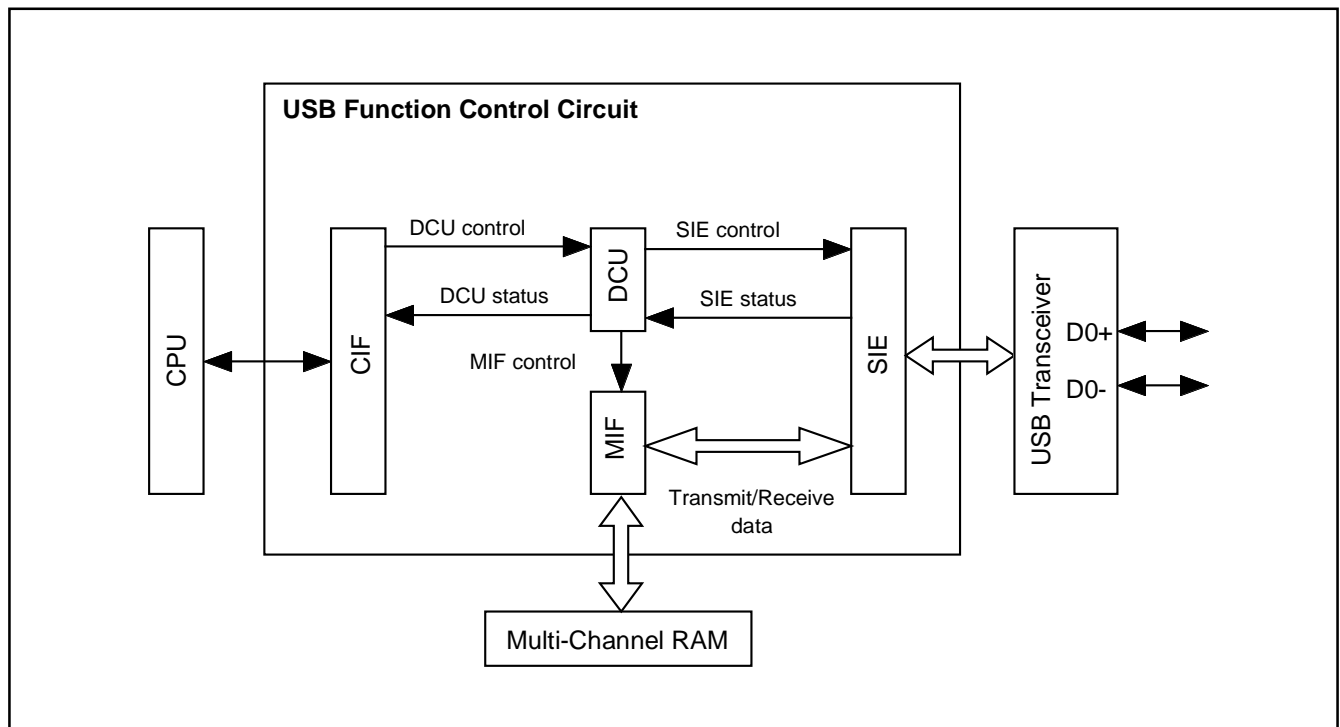 USB Function Control Circuit
CPU
CIF
DCU control
DCU status
DCU
MIF control
MIF
SIE control
SIE status
Transmit/Receive
data
SIE
USB Transceiver
D0+
D0-
Multi-Channel RAM